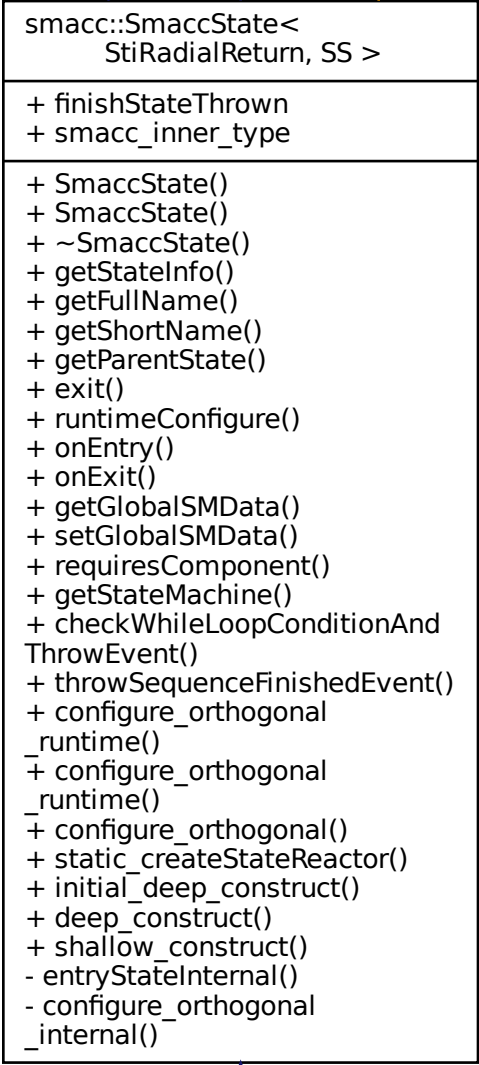 smacc::SmaccState<
StiRadialReturn, SS >
+ finishStateThrown
+ smacc_inner_type
+ SmaccState()
+ SmaccState()
+ ~SmaccState()
+ getStateInfo()
+ getFullName()
+ getShortName()
+ getParentState()
+ exit()
+ runtimeConfigure()
+ onEntry()
+ onExit()
+ getGlobalSMData()
+ setGlobalSMData()
+ requiresComponent()
+ getStateMachine()
+ checkWhileLoopConditionAnd
ThrowEvent()
+ throwSequenceFinishedEvent()
+ configure_orthogonal
_runtime()
+ configure_orthogonal
_runtime()
+ configure_orthogonal()
+ static_createStateReactor()
+ initial_deep_construct()
+ deep_construct()
+ shallow_construct()
- entryStateInternal()
- configure_orthogonal
_internal()